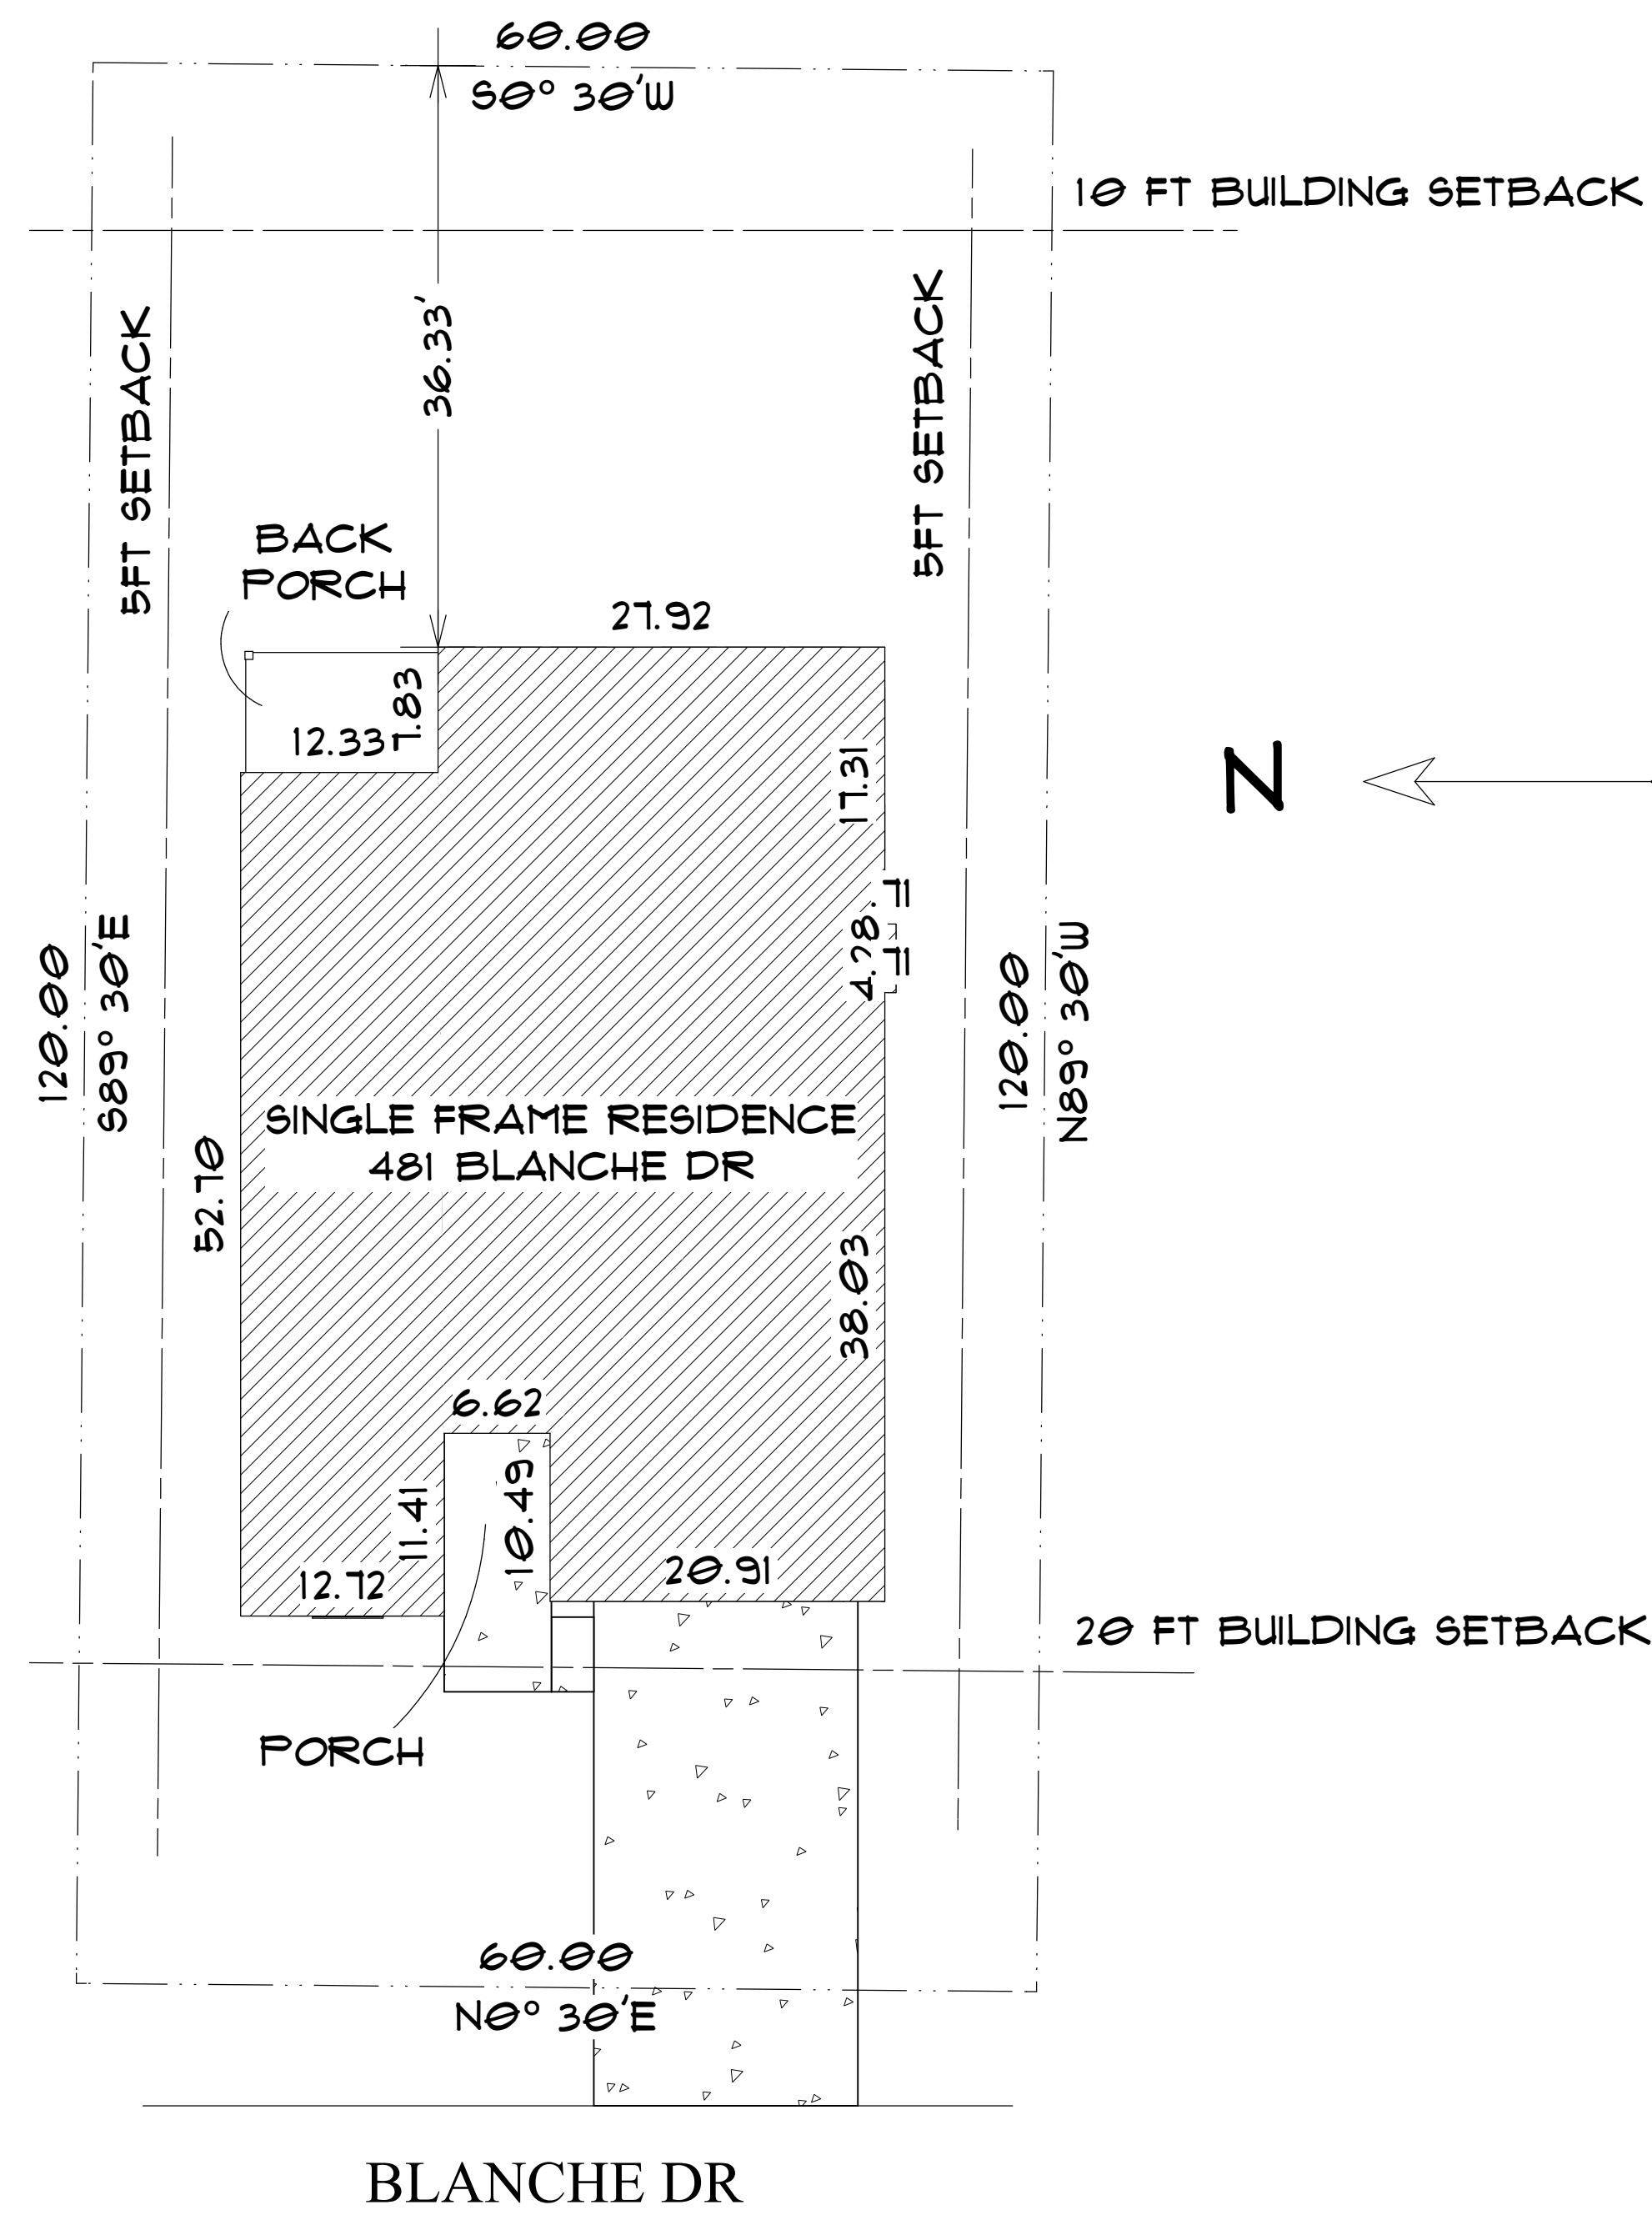 60.00
S0° 30'W
10 FT BUILDING SETBACK
5FT SETBACK
5FT SETBACK
36.33'
BACK
PORCH
27.92
7.83
12.33
17.31
N
.71
4.28
.71
120.00
S89° 30'E
120.00
N89° 30'W
SINGLE FRAME RESIDENCE
481 BLANCHE DR
52.70
38.03
6.62
11.41
10.49
12.72
20.91
20 FT BUILDING SETBACK
PORCH
60.00
N0° 30'E
BLANCHE DR